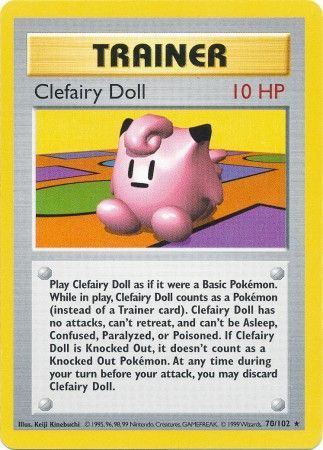 TRAINER
Clefairy Doll 10 HP
Play Clefairy Doll as if it were a Basic Pokémon.
While in play, Clefairy Doll counts as a Pokémon
(instead of a Trainer card). Clefairy Doll has
no attacks, can't retreat, and can't be Asleep,
Confused, Paralyzed, or Poisoned. If Clefairy
Doll is Knocked Out, it doesn't count as a
Knocked Out Pokémon. At any time during
your turn before attack, you may discard
Clefairy Doll.
Illus. Keiji Kinebuchi ©1995, 96, 98, 99 Nintendo, Creatures, GAMEFREAK. ©1999 Wizards. 70/102 ★